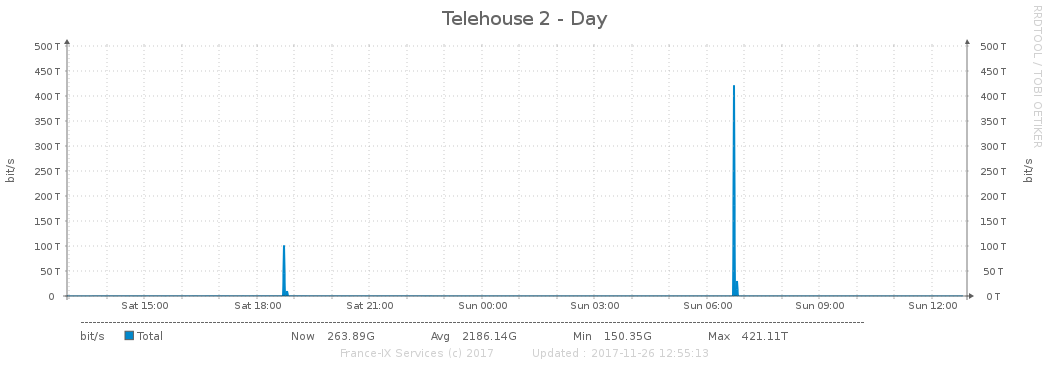 Telehouse 2 - Day
RRDTOOL / TOBI OETIKER
bit/s
500 T 500 T
450 T 450 T
400 T 400 T
350 T 350 T
300 T 300 T
250 T 250 T
200 T 200 T
150 T 150 T
100 T 100 T
50 T 50 T
0 0 T
bit/s
Sat 15:00 Sat 18:00 Sat 21:00 Sun 00:00 Sun 03:00 Sun 06:00 Sun 09:00 Sun 12:00
bit/s Total Now 263.89G Avg 2186.14G Min 150.35G Max 421.11T
France-IX Services (c) 2017 Updated : 2017-11-26 12:55:13